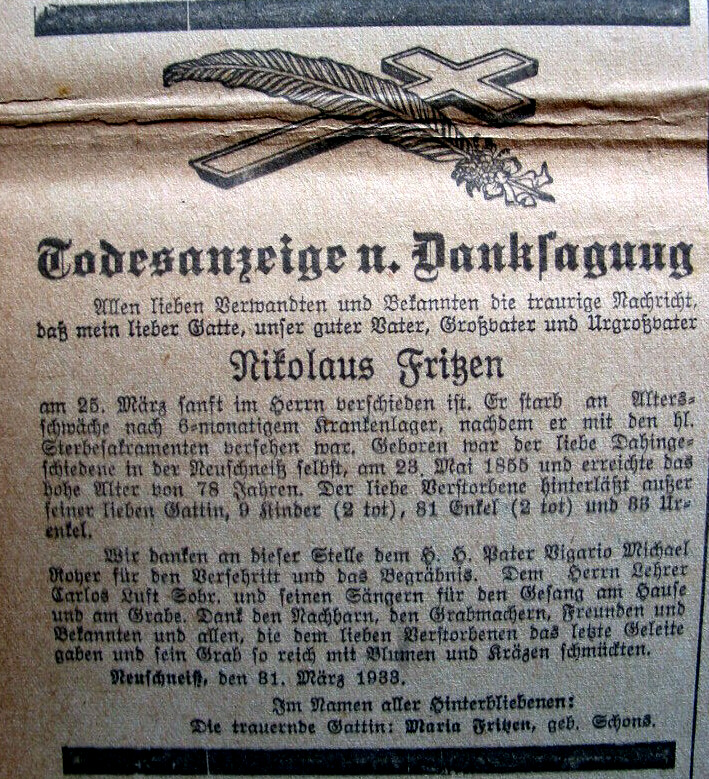 Todesanzeige u. Danksagung
Allen lieben Verwandten und Bekannten die traurige Nachricht,
daß mein lieber Gatte, unser guter Vater, Großvater und Urgroßvater
Nikolaus Fritzen
am 25. März sanft im Herrn verschieden ist. Er starb an Alters-
schwäche nach 6-monatigem Krankenlager, nachdem er mit den hl.
Sterbesakramenten versehen war. Geboren war der liebe Dahinge-
schiedene in der Neuschneiß selbst, am 23. Mai 1855 und erreichte das
hohe Alter von 78 Jahren. Der liebe Verstorbene hinterläßt außer
seiner lieben Gattin, 9 Kinder (2 tot), 81 Enkel (2 tot) und 86 Ur-
enkel.
Wir danken an dieser Stelle dem H. H. Pater Vigario Michael
Royer für den Versehritt und das Begräbnis. Dem Herrn Lehrer
Carlos Luft Sobr. und seinen Sängern für den Gesang am Hause
und am Grabe. Dank den Nachbarn, den Grabmachern, Freunden und
Bekannten und allen, die dem lieben Verstorbenen das letzte Geleite
gaben und sein Grab so reich mit Blumen und Kräzen schmückten.
Neuschneiß, den 31. März 1933.
Im Namen aller Hinterbliebenen:
Die trauernde Gattin: Maria Fritzen, geb. Schons.